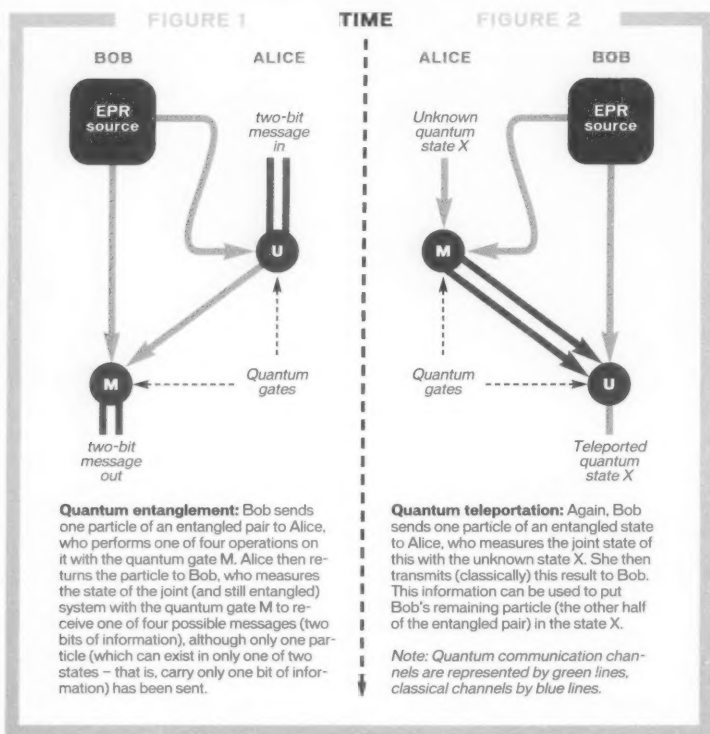 FIGURE 1
TIME
FIGURE 2
BOB
ALICE
EPR
source
two-bit
message
in
U
M
Quantum
gates
two-bit
message
out
Quantum entanglement: Bob sends
one particle of an entangled pair to Alice,
who performs one of four operations on
it with the quantum gate M. Alice then re-
turns the particle to Bob, who measures
the state of the joint (and still entangled)
system with the quantum gate M to re-
ceive one of four possible messages (two
bits of information), although only one par-
ticle (which can exist in only one of two
states – that is, carry only one bit of infor-
mation) has been sent.
ALICE
BOB
Unknown
quantum
state X
EPR
source
M
Quantum
gates
U
Teleported
quantum
state X
Quantum teleportation: Again, Bob
sends one particle of an entangled state
to Alice, who measures the joint state of
this with the unknown state X. She then
transmits (classically) this result to Bob.
This information can be used to put
Bob's remaining particle (the other half
of the entangled pair) in the state X.
Note: Quantum communication chan-
nels are represented by green lines,
classical channels by blue lines.